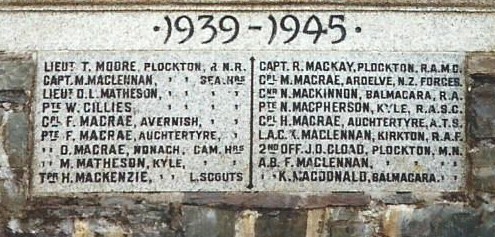 ·1939-1945·
LIEUT T. MOORE, PLOCKTON, R.N.R.
CAPT. M. MACLENNAN, " " SEA. HRS
LIEUT D. L. MATHESON, " " "
PTE W. GILLIES, " " "
CPL F. MACRAE, AVERNISH, " "
PTE F. MACRAE, AUCHTERTYRE, " "
" D. MACRAE, NONACH, CAM. HRS
" M. MATHESON, KYLE, " "
TPR H. MACKENZIE, " " L. SCOUTS
CAPT. R. MACKAY, PLOCKTON, R.A.M.C.
CPL M. MACRAE, ARDELVE, N.Z. FORCES.
GNR N. MACKINNON, BALMACARA, R.A.
PTE N. MACPHERSON, KYLE, R.A.S.C.
CPL H. MACRAE, AUCHTERTYRE, A.T.S.
L.A.C. MACLENNAN, KIRKTON, R.A.F.
2ND OFF. J. D. CLOAD, PLOCKTON, M.N.
A.B. F. MACLENNAN, " "
" K. MACDONALD, BALMACARA. "